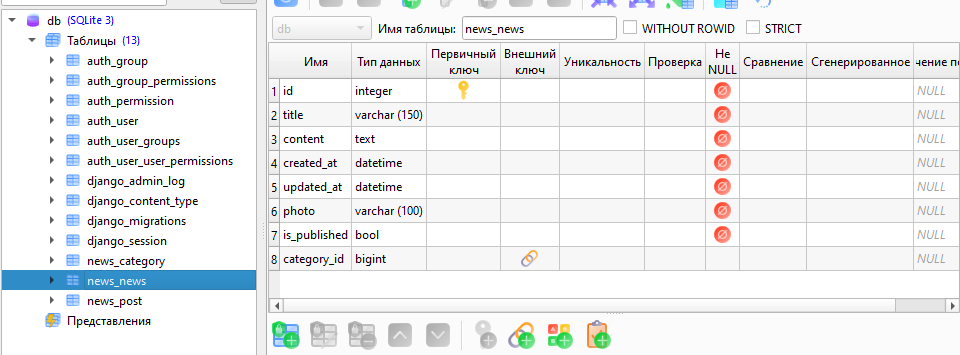 db (SQLite 3)
Таблицы (13)
auth_group
auth_group_permissions
auth_permission
auth_user
auth_user_groups
auth_user_user_permissions
django_admin_log
django_content_type
django_migrations
django_session
news_category
news_news
news_post
Представления
db Имя таблицы: news_news WITHOUT ROWID STRICT
Имя Тип данных Первичный ключ Внешний ключ Уникальность Проверка Не NULL Сравнение Сгенерированное чение по
1 id integer NULL
2 title varchar (150) NULL
3 content text NULL
4 created_at datetime NULL
5 updated_at datetime NULL
6 photo varchar (100) NULL
7 is_published bool NULL
8 category_id bigint NULL